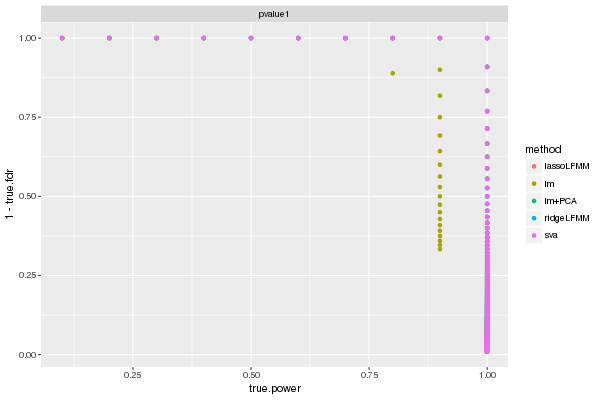 pvalue1
1.00
0.75
0.50
0.25
0.00
1 - true.fdr
0.25
0.50
0.75
1.00
true.power
method
lassoLFMM
lm
lm+PCA
ridgeLFMM
sva